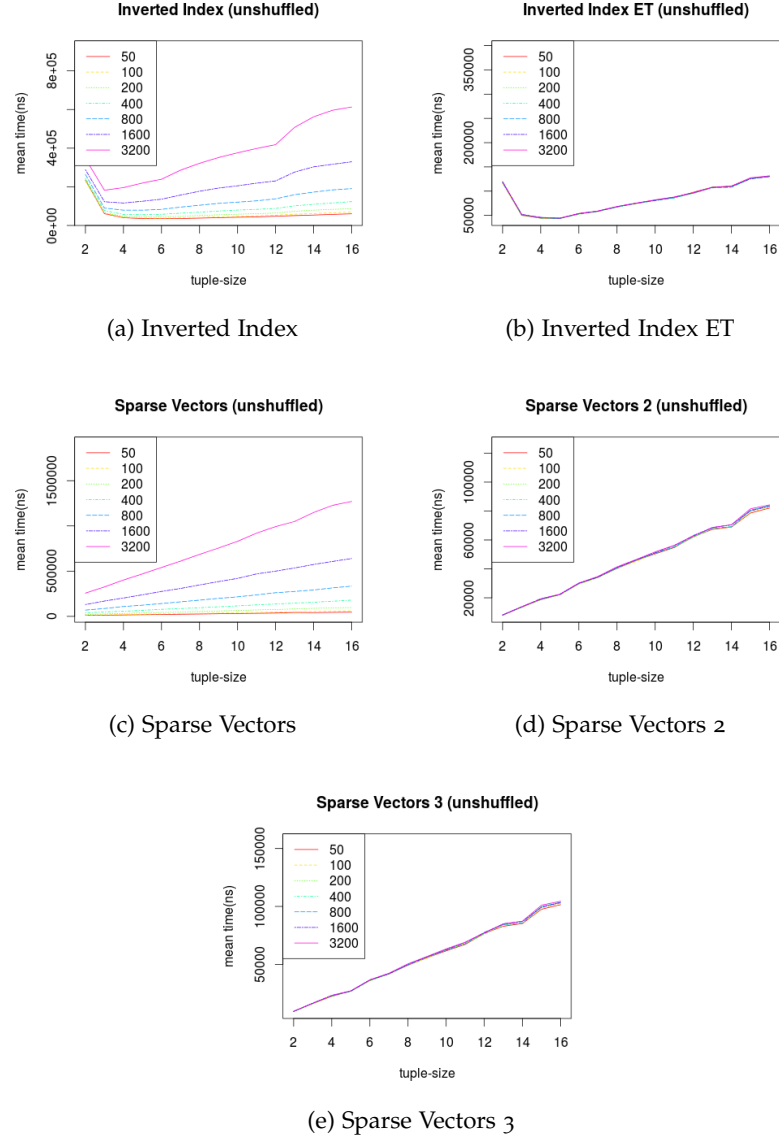 Inverted Index (unshuffled)
mean time(ns)
0e+00 4e+05 8e+05
50
100
200
400
800
1600
3200
2 4 6 8 10 12 14 16
tuple-size
(a) Inverted Index
Inverted Index ET (unshuffled)
mean time(ns)
50000 200000 350000
50
100
200
400
800
1600
3200
2 4 6 8 10 12 14 16
tuple-size
(b) Inverted Index ET
Sparse Vectors (unshuffled)
mean time(ns)
0 500000 1500000
50
100
200
400
800
1600
3200
2 4 6 8 10 12 14 16
tuple-size
(c) Sparse Vectors
Sparse Vectors 2 (unshuffled)
mean time(ns)
20000 60000 100000
50
100
200
400
800
1600
3200
2 4 6 8 10 12 14 16
tuple-size
(d) Sparse Vectors 2
Sparse Vectors 3 (unshuffled)
mean time(ns)
50000 100000 150000
50
100
200
400
800
1600
3200
2 4 6 8 10 12 14 16
tuple-size
(e) Sparse Vectors 3